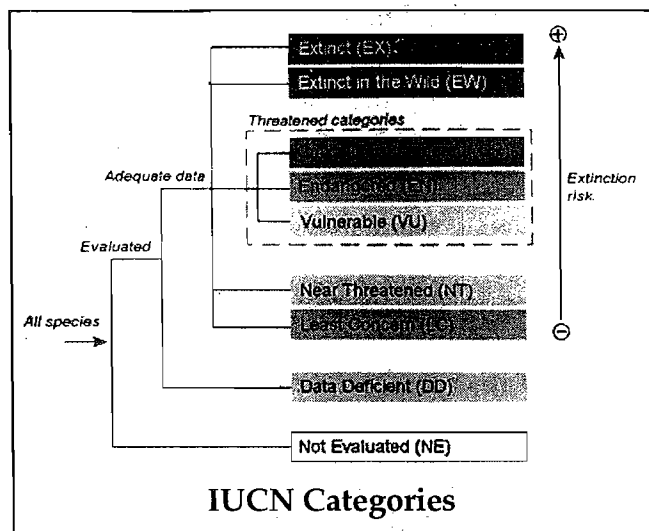 Extinct (EX)
Extinct in the Wild (EW)
Threatened categories
Adequate data
Endangered (EN)
Extinction
risk.
Vulnerable (VU)
Evaluated
Near Threatened (NT)
All species
Least Concern (LC)
Data Deficient (DD)
Not Evaluated (NE)
IUCN Categories